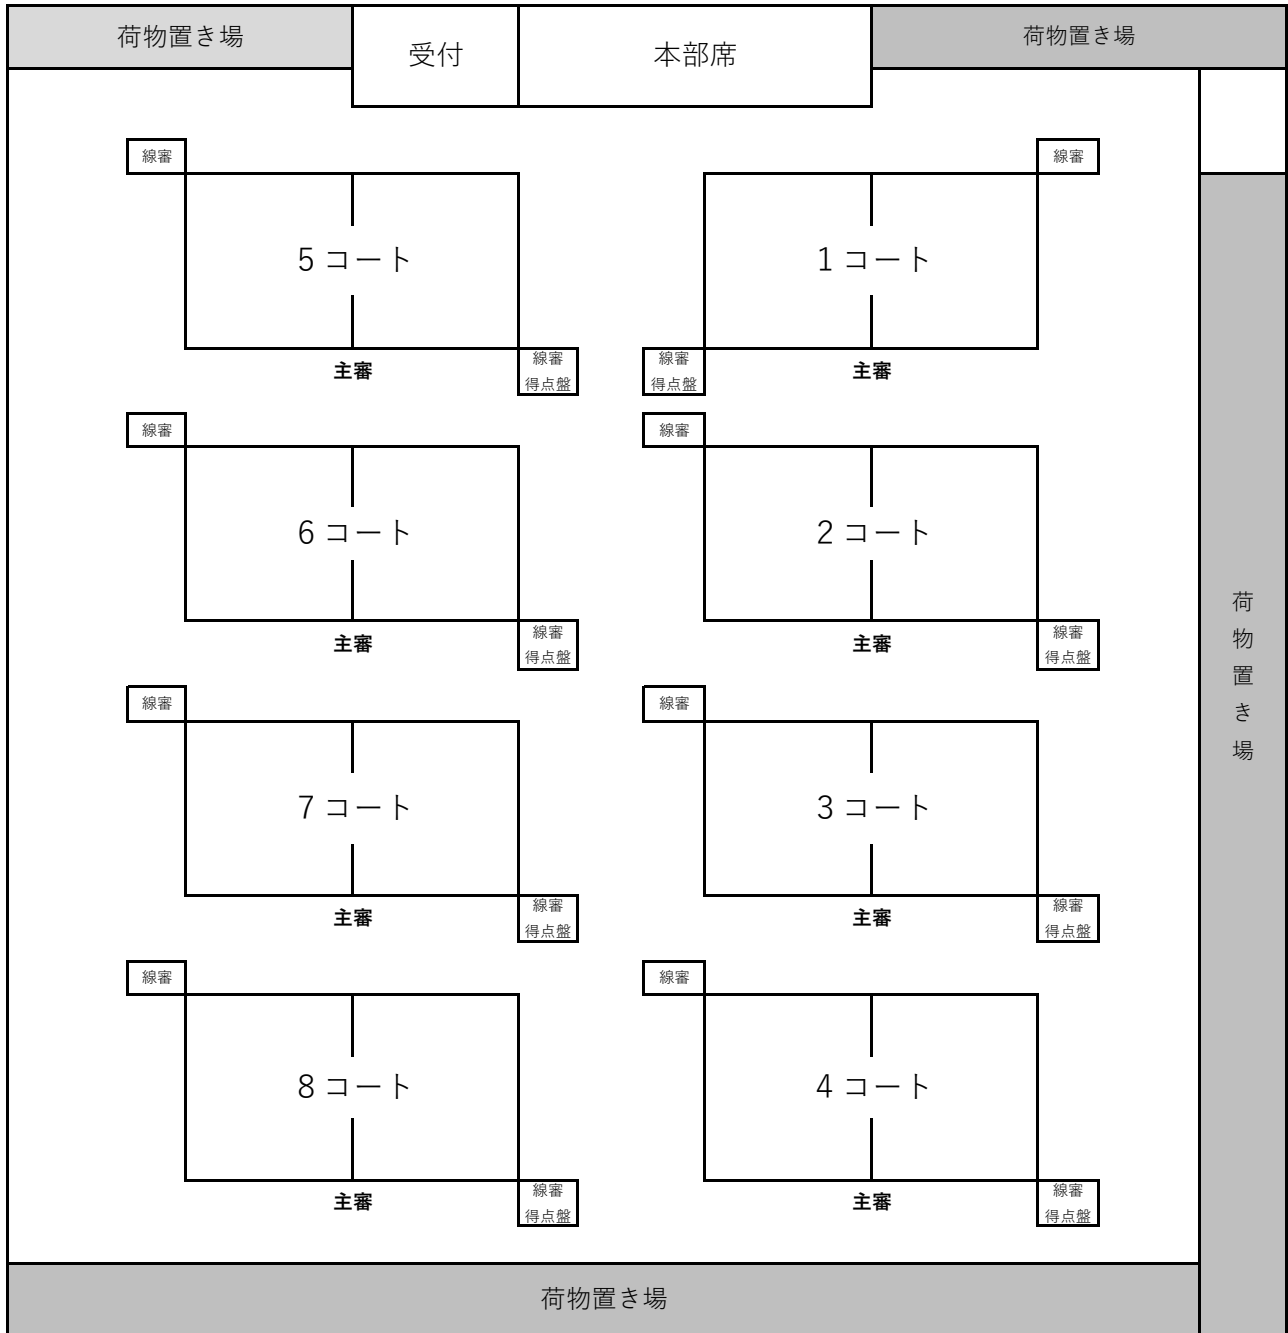 荷物置き場
受付
本部席
荷物置き場
線審
線審
5 コート
1 コート
主審
線審
得点盤
線審
得点盤
主審
線審
線審
6 コート
2 コート
主審
線審
得点盤
主審
線審
得点盤
荷物置き場
線審
線審
7 コート
3 コート
主審
線審
得点盤
主審
線審
得点盤
線審
線審
8 コート
4 コート
主審
線審
得点盤
主審
線審
得点盤
荷物置き場